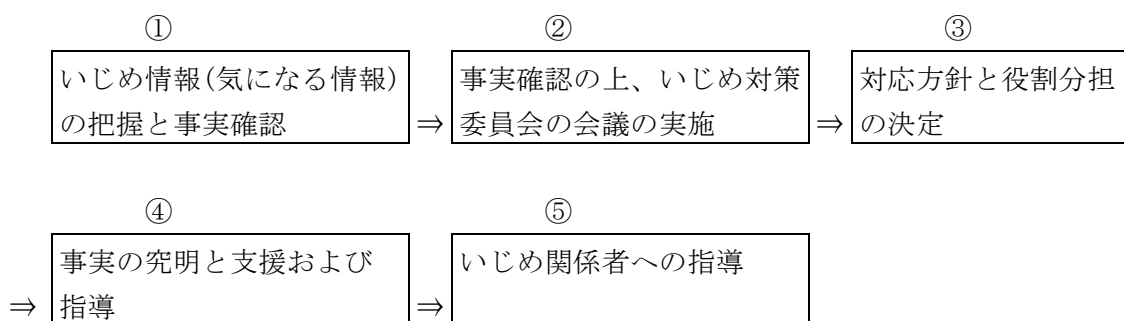 ① ② ③
いじめ情報(気になる情報) 事実確認の上、いじめ対策 対応方針と役割分担
の把握と事実確認 ⇒ 委員会の会議の実施 ⇒ の決定
④ ⑤
事実の究明と支援および いじめ関係者への指導
⇒ 指導 ⇒